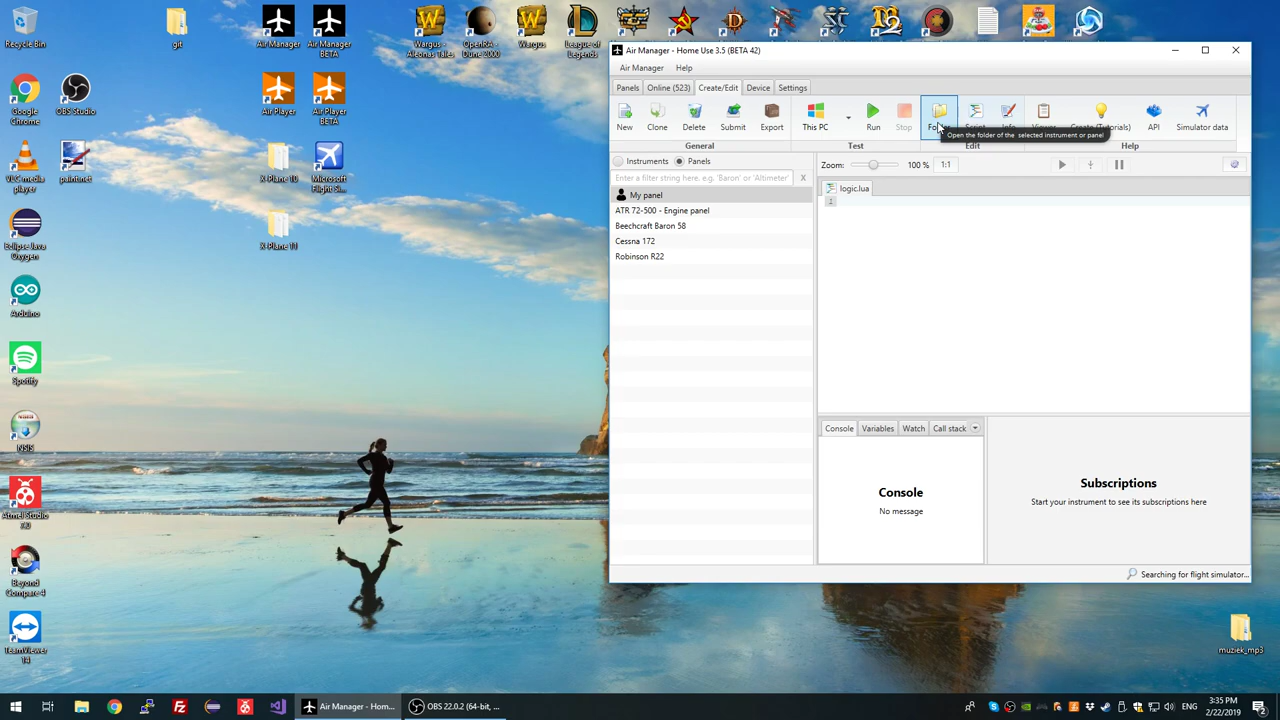 Recycle Bin
git
Air Manager
Air Manager
BETA
Wargus -
Aleonas Tales
OpenRA -
Dune 2000
Wargus
League of
Legends
Google
Chrome
OBS Studio
Air Player
Air Player
BETA
VLC media
player
paint.net
X-Plane 10
Microsoft
Flight Si...
Eclipse Java
Oxygen
X-Plane 11
Arduino
Spotify
NSIS
Atmel Studio
7.0
Beyond
Compare 4
TeamViewer
14
muziek_mp3
Air Manager - Home Use 3.5 (BETA 42)
Air Manager Help
Panels Online (523) Create/Edit Device Settings
New Clone Delete Submit Export This PC Run Stop
Open the folder of the selected instrument or panel
API Simulator data
General Test Edit Help
Instruments Panels
Zoom: 100 % 1:1
Enter a filter string here, e.g. 'Baron' or 'Altimeter' X
My panel
ATR 72-500 - Engine panel
Beechcraft Baron 58
Cessna 172
Robinson R22
logic.lua
1
Console Variables Watch Call stack
Console
No message
Subscriptions
Start your instrument to see its subscriptions here
Searching for flight simulator...
Air Manager - Hom...
OBS 22.0.2 (64-bit, ...
3:35 PM
2/22/2019
2